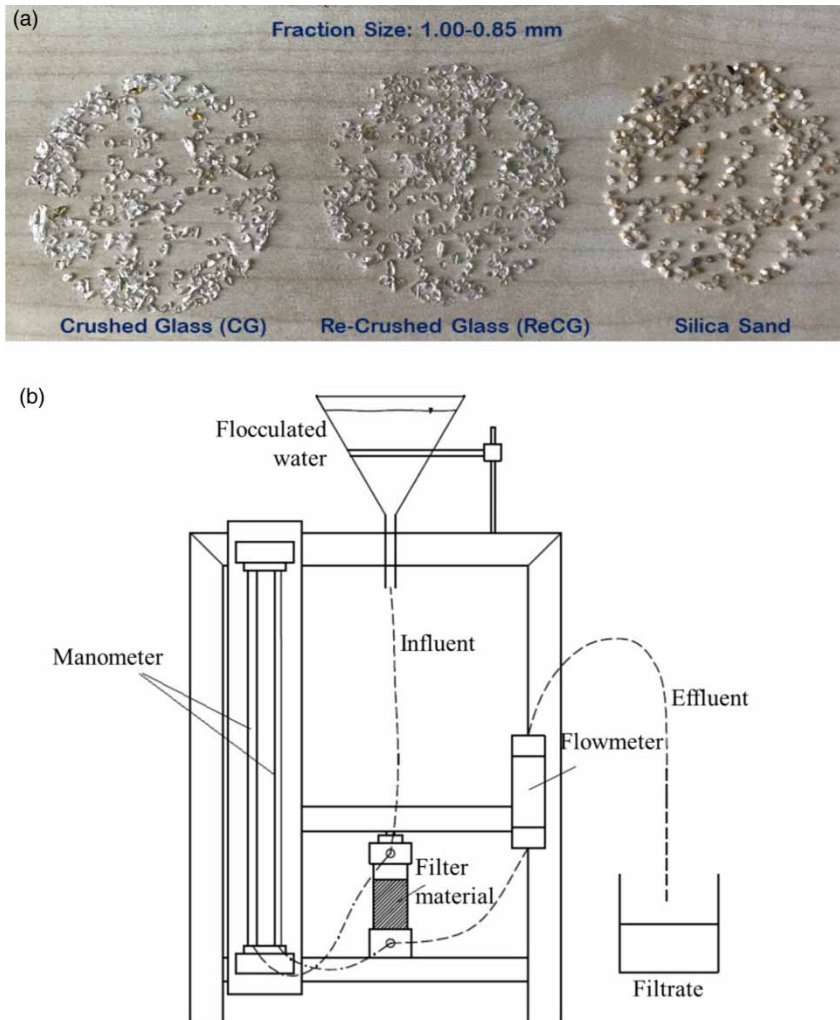 (a)
Fraction Size: 1.00-0.85 mm
Crushed Glass (CG)
Re-Crushed Glass (ReCG)
Silica Sand
(b)
Flocculated
water
Influent
Manometer
Effluent
Flowmeter
Filter
material
Filtrate